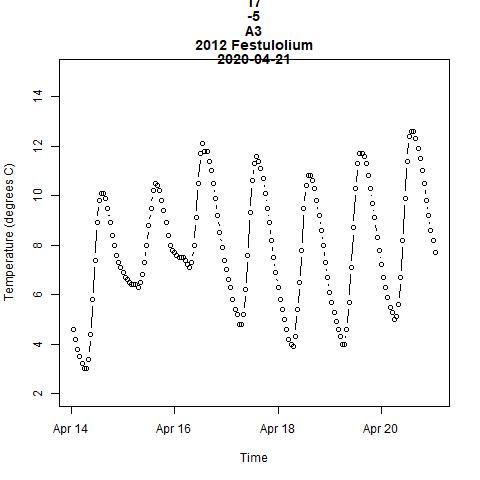 17
-5
A3
2012 Festulolium
2020-04-21
Temperature (degrees C)
14
12
10
8
6
4
2
Apr 14
Apr 16
Apr 18
Apr 20
Time